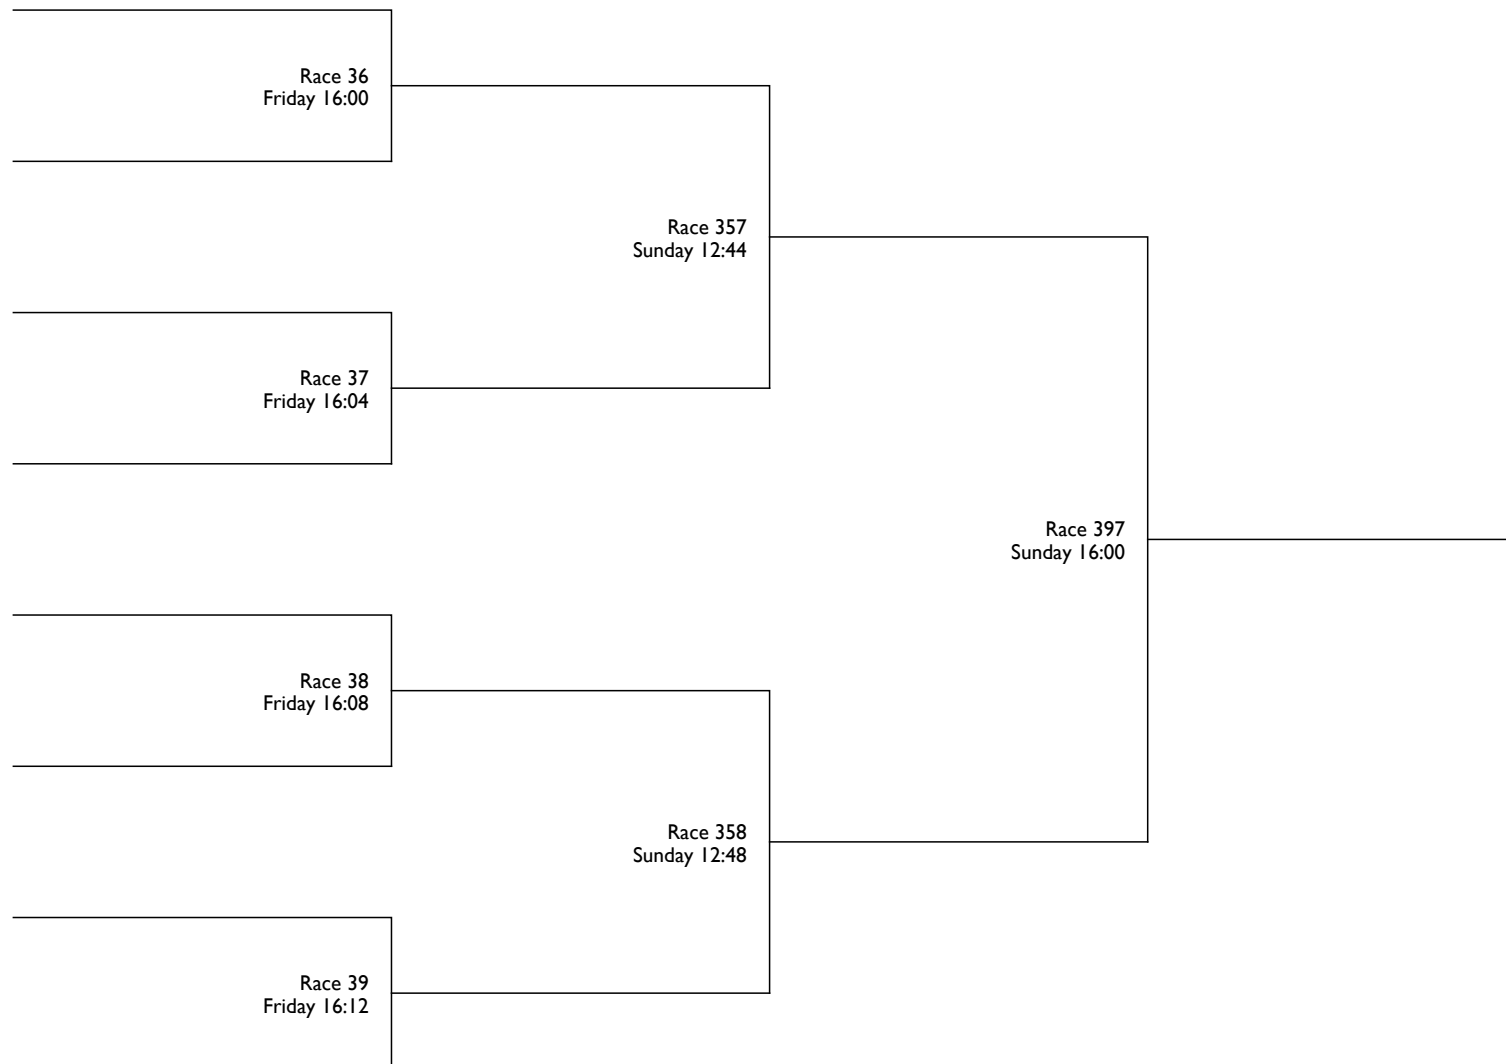 Race 36
Friday 16:00
Race 357
Sunday 12:44
Race 37
Friday 16:04
Race 397
Sunday 16:00
Race 38
Friday 16:08
Race 358
Sunday 12:48
Race 39
Friday 16:12